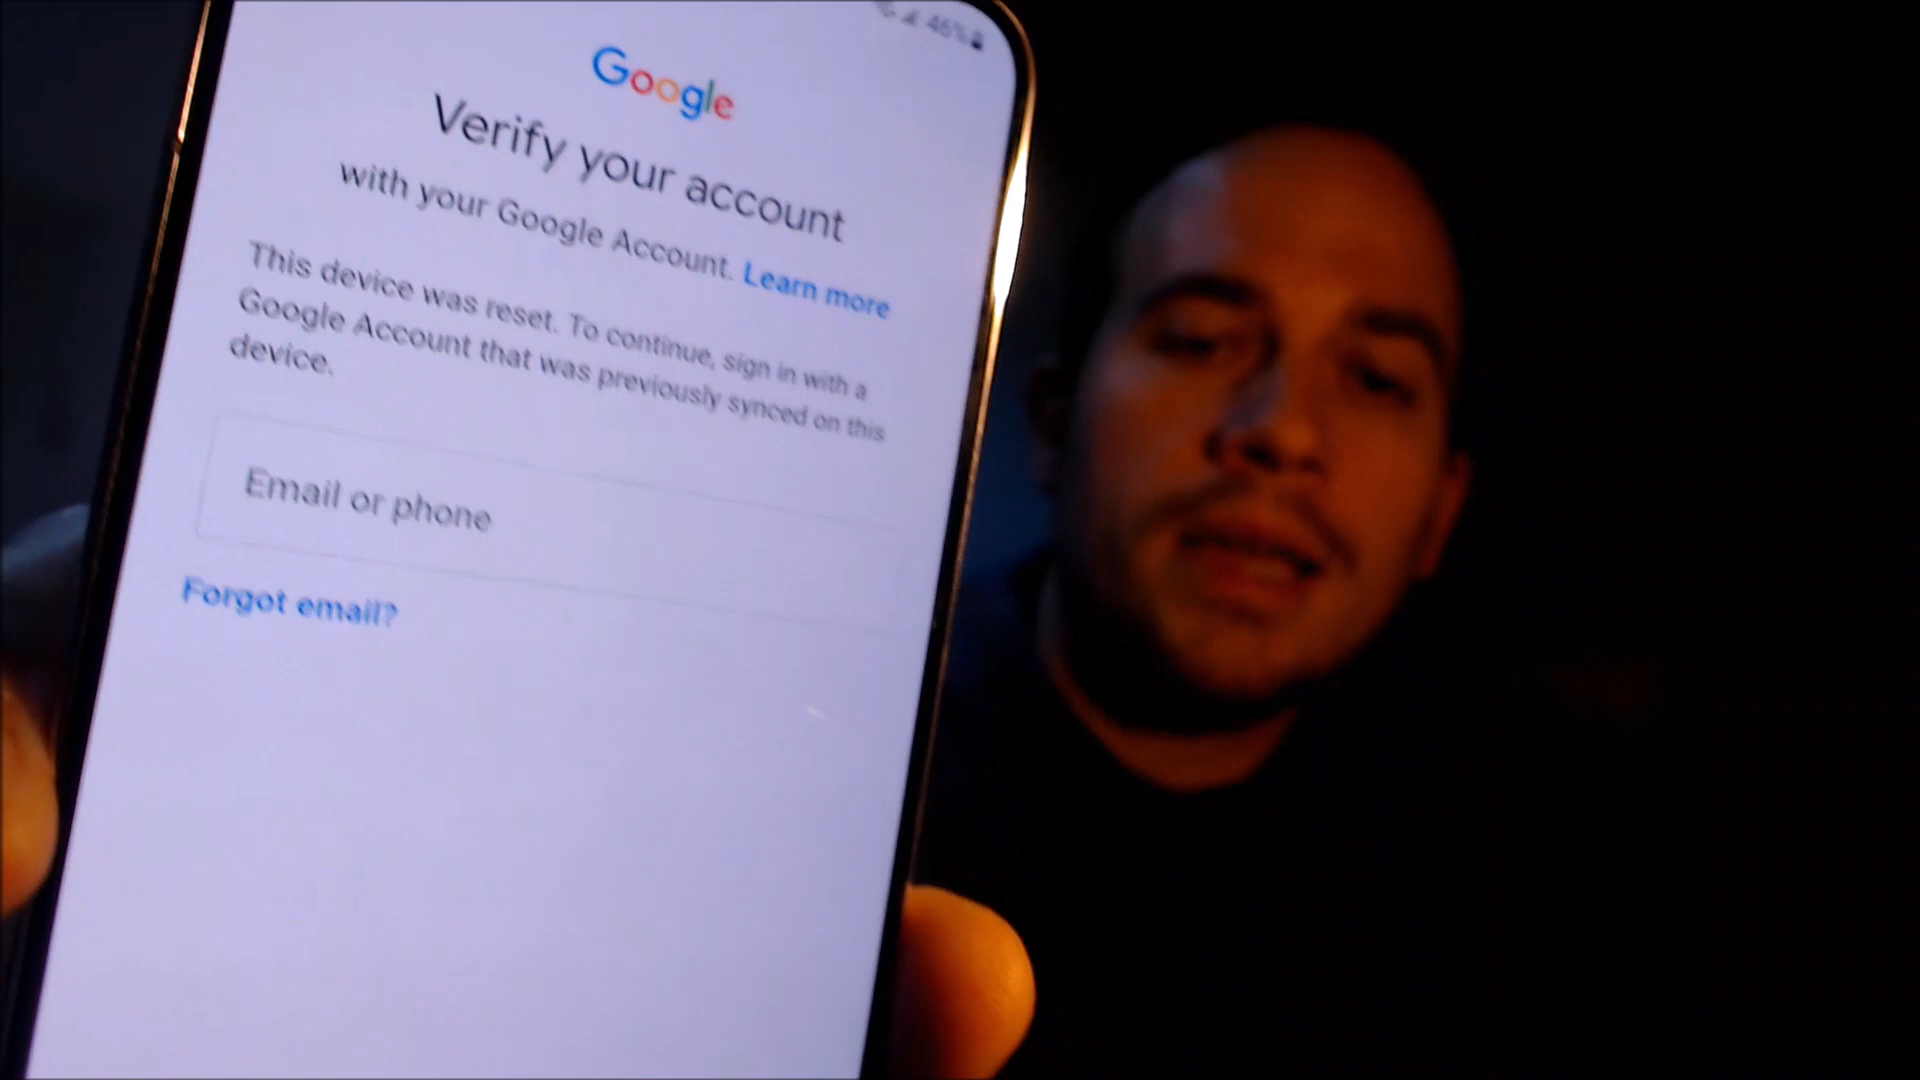 46%
Google
Verify your account
with your Google Account. Learn more
This device was reset. To continue, sign in with a
Google Account that was previously synced on this
device.
Email or phone
Forgot email?